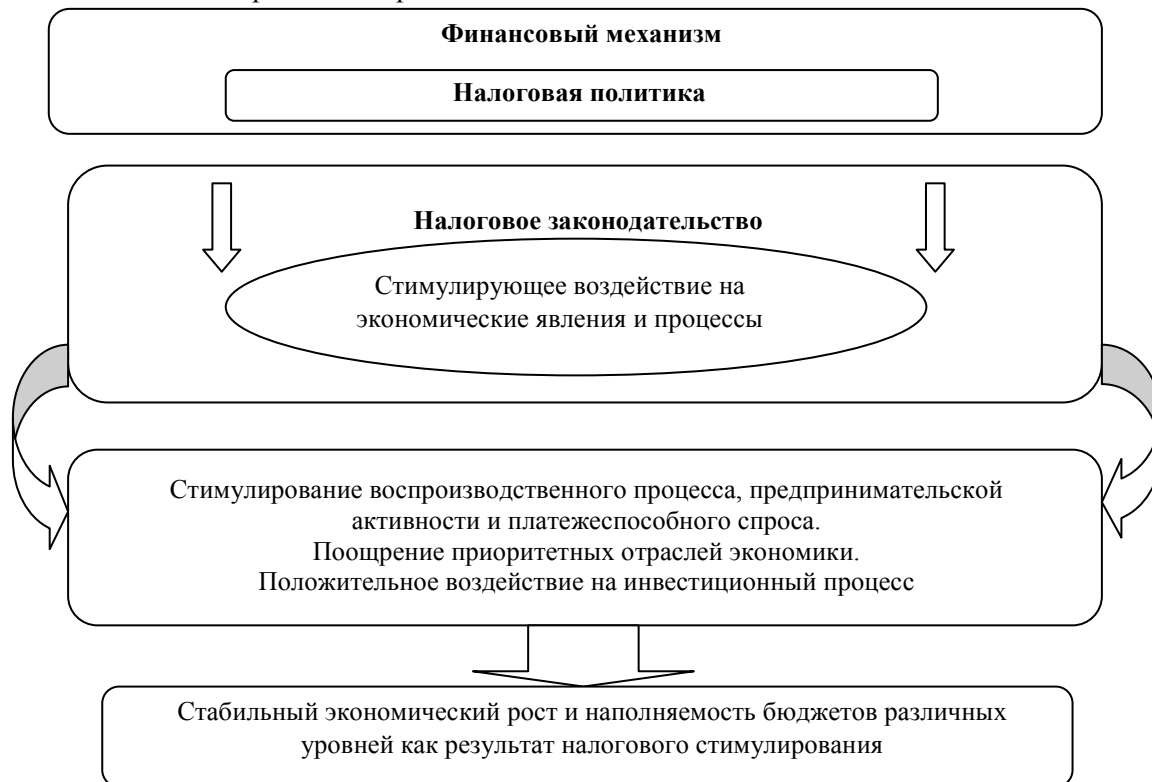 Финансовый механизм
Налоговая политика
Налоговое законодательство
Стимулирующее воздействие на
экономические явления и процессы
Стимулирование воспроизводственного процесса, предпринимательской
активности и платежеспособного спроса.
Поощрение приоритетных отраслей экономики.
Положительное воздействие на инвестиционный процесс
Стабильный экономический рост и наполняемость бюджетов различных
уровней как результат налогового стимулирования